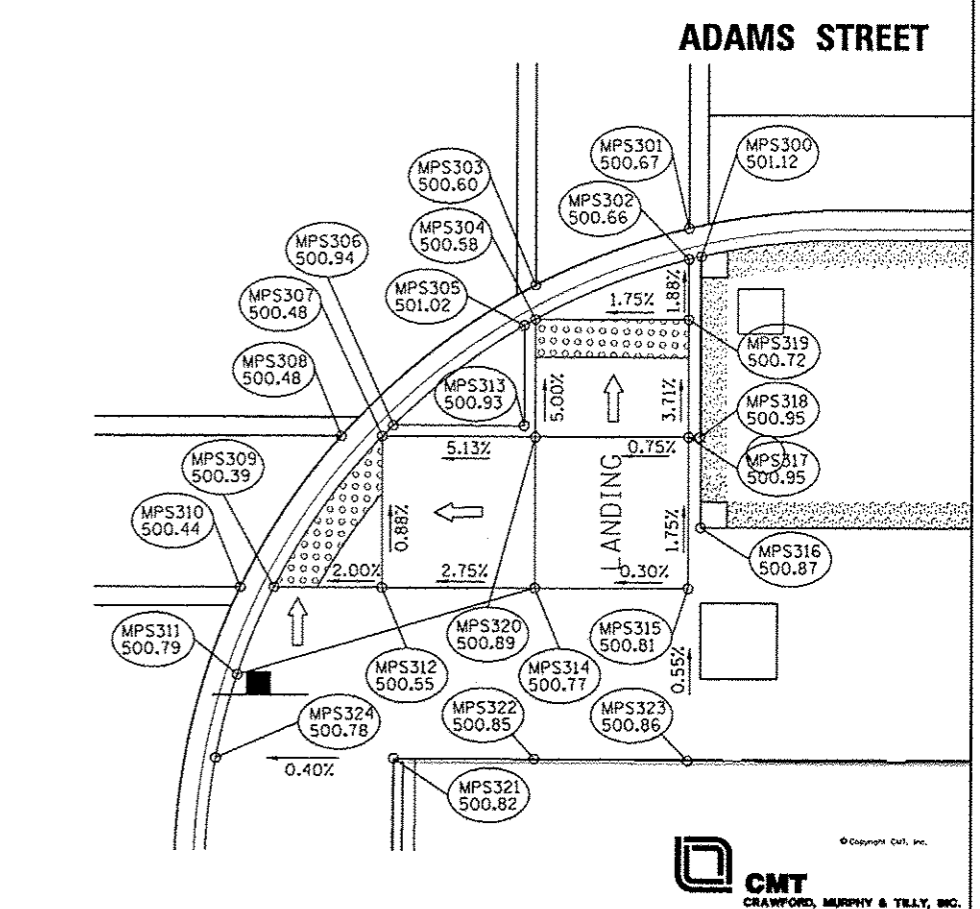 ADAMS STREET
MPS301
500.67
MPS300
501.12
MPS303
500.60
MPS302
500.66
MPS304
500.58
MPS306
500.94
MPS305
501.02
MPS307
500.48
1.75%
1.88%
MPS319
500.72
MPS308
500.48
MPS313
500.93
5.00%
3.71%
MPS318
500.95
MPS309
500.39
5.13%
0.75%
MPS317
500.95
MPS310
500.44
0.88%
LANDING
1.75%
MPS316
500.87
2.00%
2.75%
0.30%
MPS311
500.79
MPS312
500.55
MPS320
500.89
MPS314
500.77
MPS315
500.81
0.55%
MPS324
500.78
MPS322
500.85
MPS323
500.86
0.40%
MPS321
500.82
© Copyright CMT, Inc.
CMT
CRAWFORD, MURPHY & TILLY, INC.